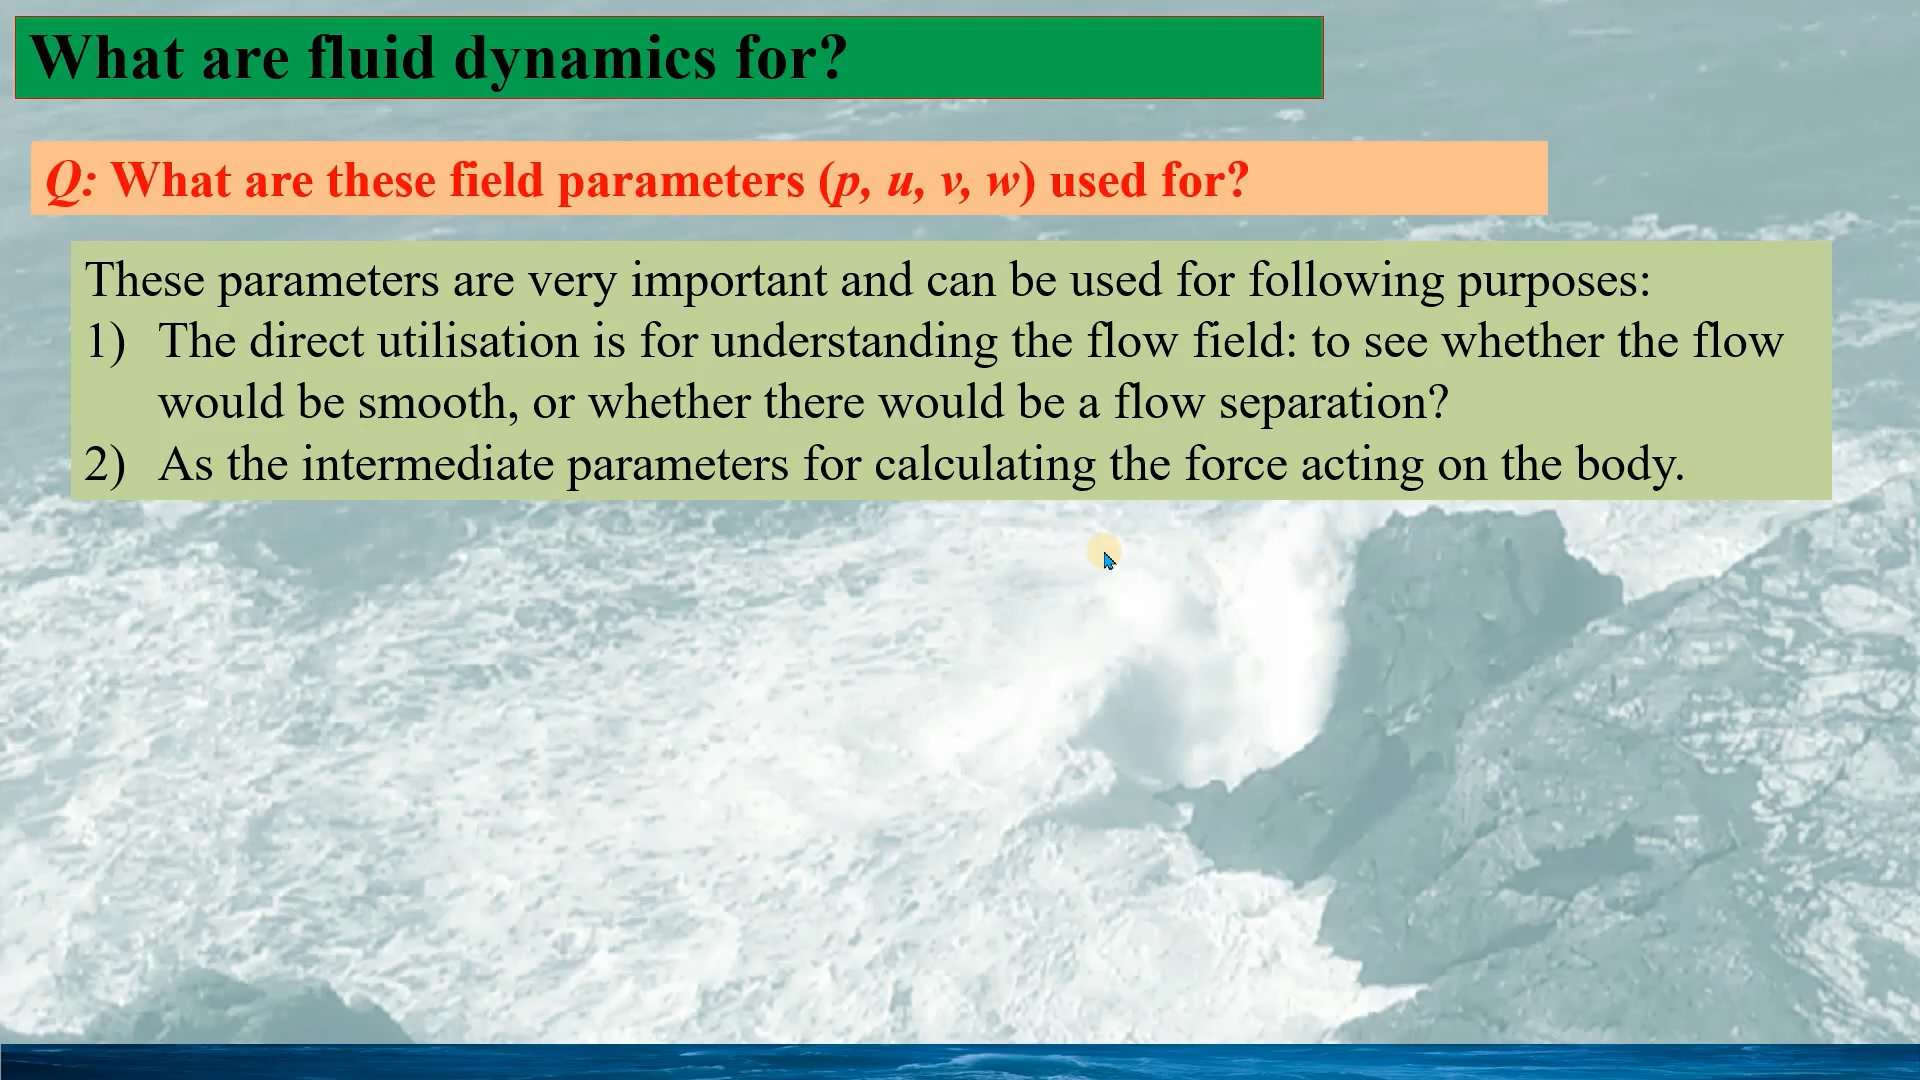 What are fluid dynamics for?
Q: What are these field parameters (p, u, v, w) used for?
These parameters are very important and can be used for following purposes:
1) The direct utilisation is for understanding the flow field: to see whether the flow
would be smooth, or whether there would be a flow separation?
2) As the intermediate parameters for calculating the force acting on the body.